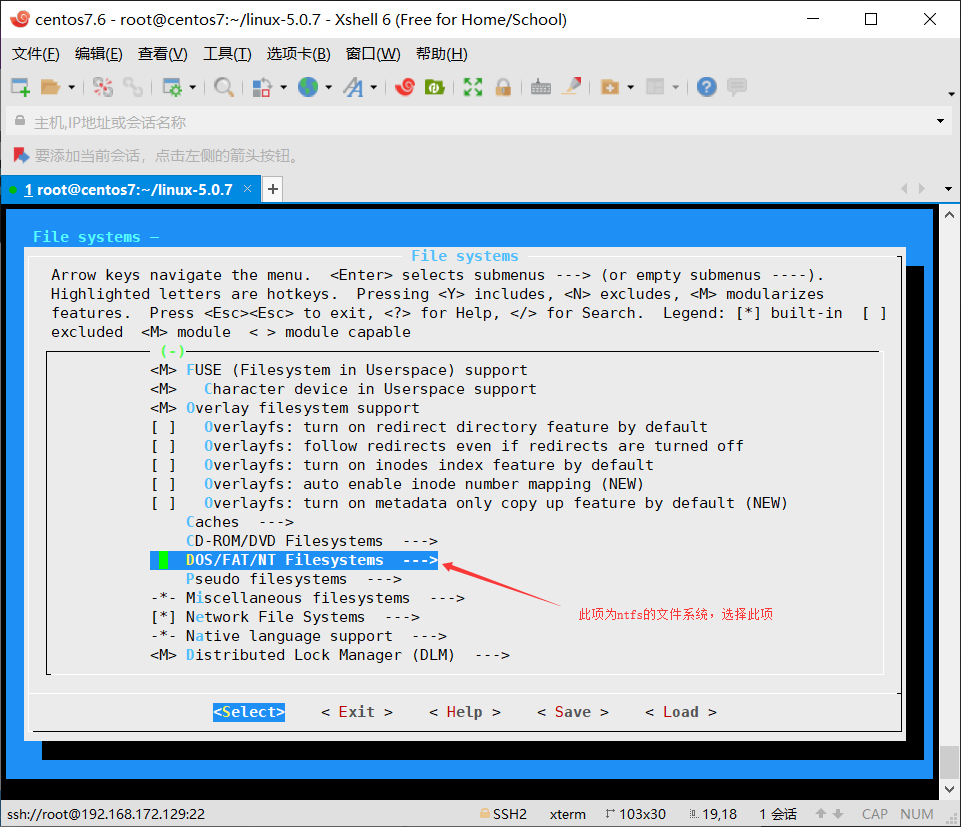 centos7.6 - root@centos7:~/linux-5.0.7 - Xshell 6 (Free for Home/School)
文件(F) 编辑(E) 查看(V) 工具(T) 选项卡(B) 窗口(W) 帮助(H)
主机,IP地址或会话名称
要添加当前会话，点击左侧的箭头按钮。
1 root@centos7:~/linux-5.0.7 × +
File systems —
File systems
Arrow keys navigate the menu.  <Enter> selects submenus ---> (or empty submenus ----).
Highlighted letters are hotkeys.  Pressing <Y> includes, <N> excludes, <M> modularizes
features.  Press <Esc><Esc> to exit, <?> for Help, </> for Search.  Legend: [*] built-in  [ ]
excluded  <M> module  < > module capable
(-)
<M> FUSE (Filesystem in Userspace) support
<M>   Character device in Userspace support
<M> Overlay filesystem support
[ ]   Overlayfs: turn on redirect directory feature by default
[ ]   Overlayfs: follow redirects even if redirects are turned off
[ ]   Overlayfs: turn on inodes index feature by default
[ ]   Overlayfs: auto enable inode number mapping (NEW)
[ ]   Overlayfs: turn on metadata only copy up feature by default (NEW)
Caches  --->
CD-ROM/DVD Filesystems  --->
DOS/FAT/NT Filesystems  --->
Pseudo filesystems  --->
-*- Miscellaneous filesystems  --->
此项为ntfs的文件系统，选择此项
[*] Network File Systems  --->
-*- Native language support  --->
<M> Distributed Lock Manager (DLM)  --->
<Select>    < Exit >    < Help >    < Save >    < Load >
ssh://root@192.168.172.129:22 SSH2 xterm 103x30 19,18 1 会话 CAP NUM